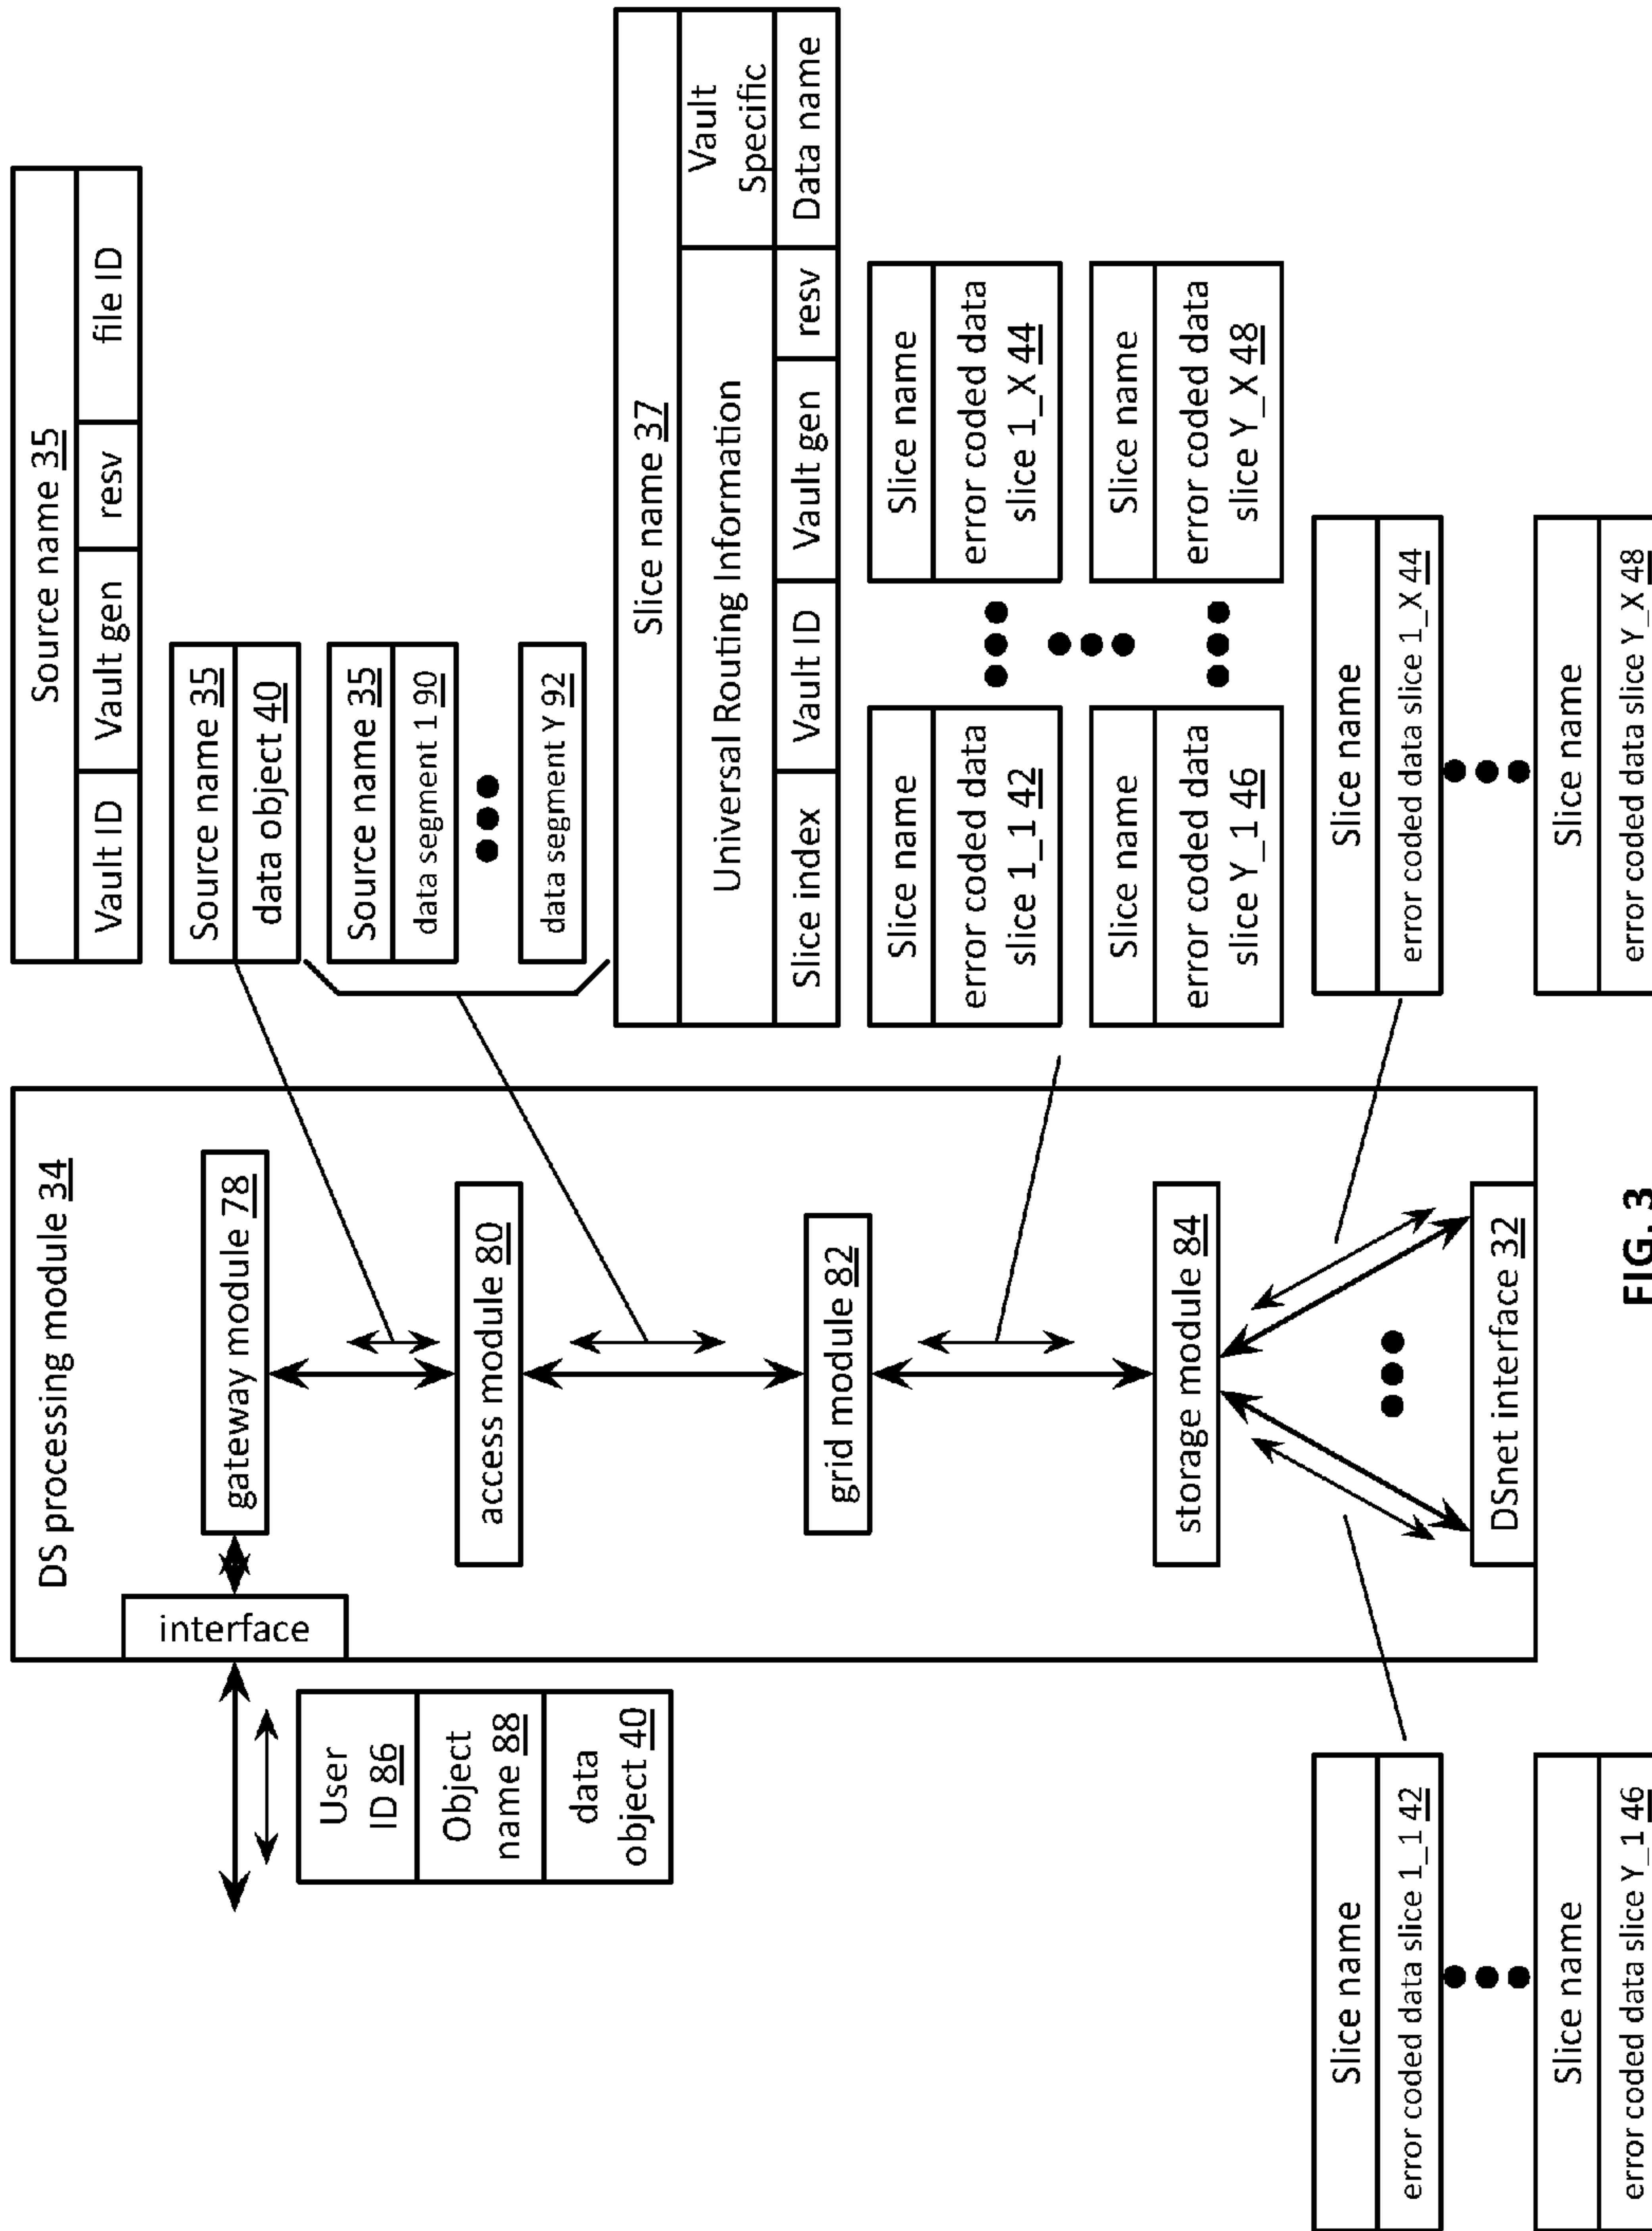 DS processing module 34
interface
gateway module 78
access module 80
grid module 82
storage module 84
DSnet interface 32
User
ID 86
Object
name 88
data
object 40
Source name 35
Vault ID
Vault gen
resv
file ID
Source name 35
data object 40
Source name 35
data segment 1 90
data segment Y 92
Slice name 37
Universal Routing Information
Vault
Specific
Slice index
Vault ID
Vault gen
resv
Data name
Slice name
error coded data
slice 1_1 42
Slice name
error coded data
slice 1_X 44
Slice name
error coded data
slice Y_1 46
Slice name
error coded data
slice Y_X 48
Slice name
error coded data slice 1_1 42
Slice name
error coded data slice Y_1 46
Slice name
error coded data slice 1_X 44
Slice name
error coded data slice Y_X 48
FIG. 3